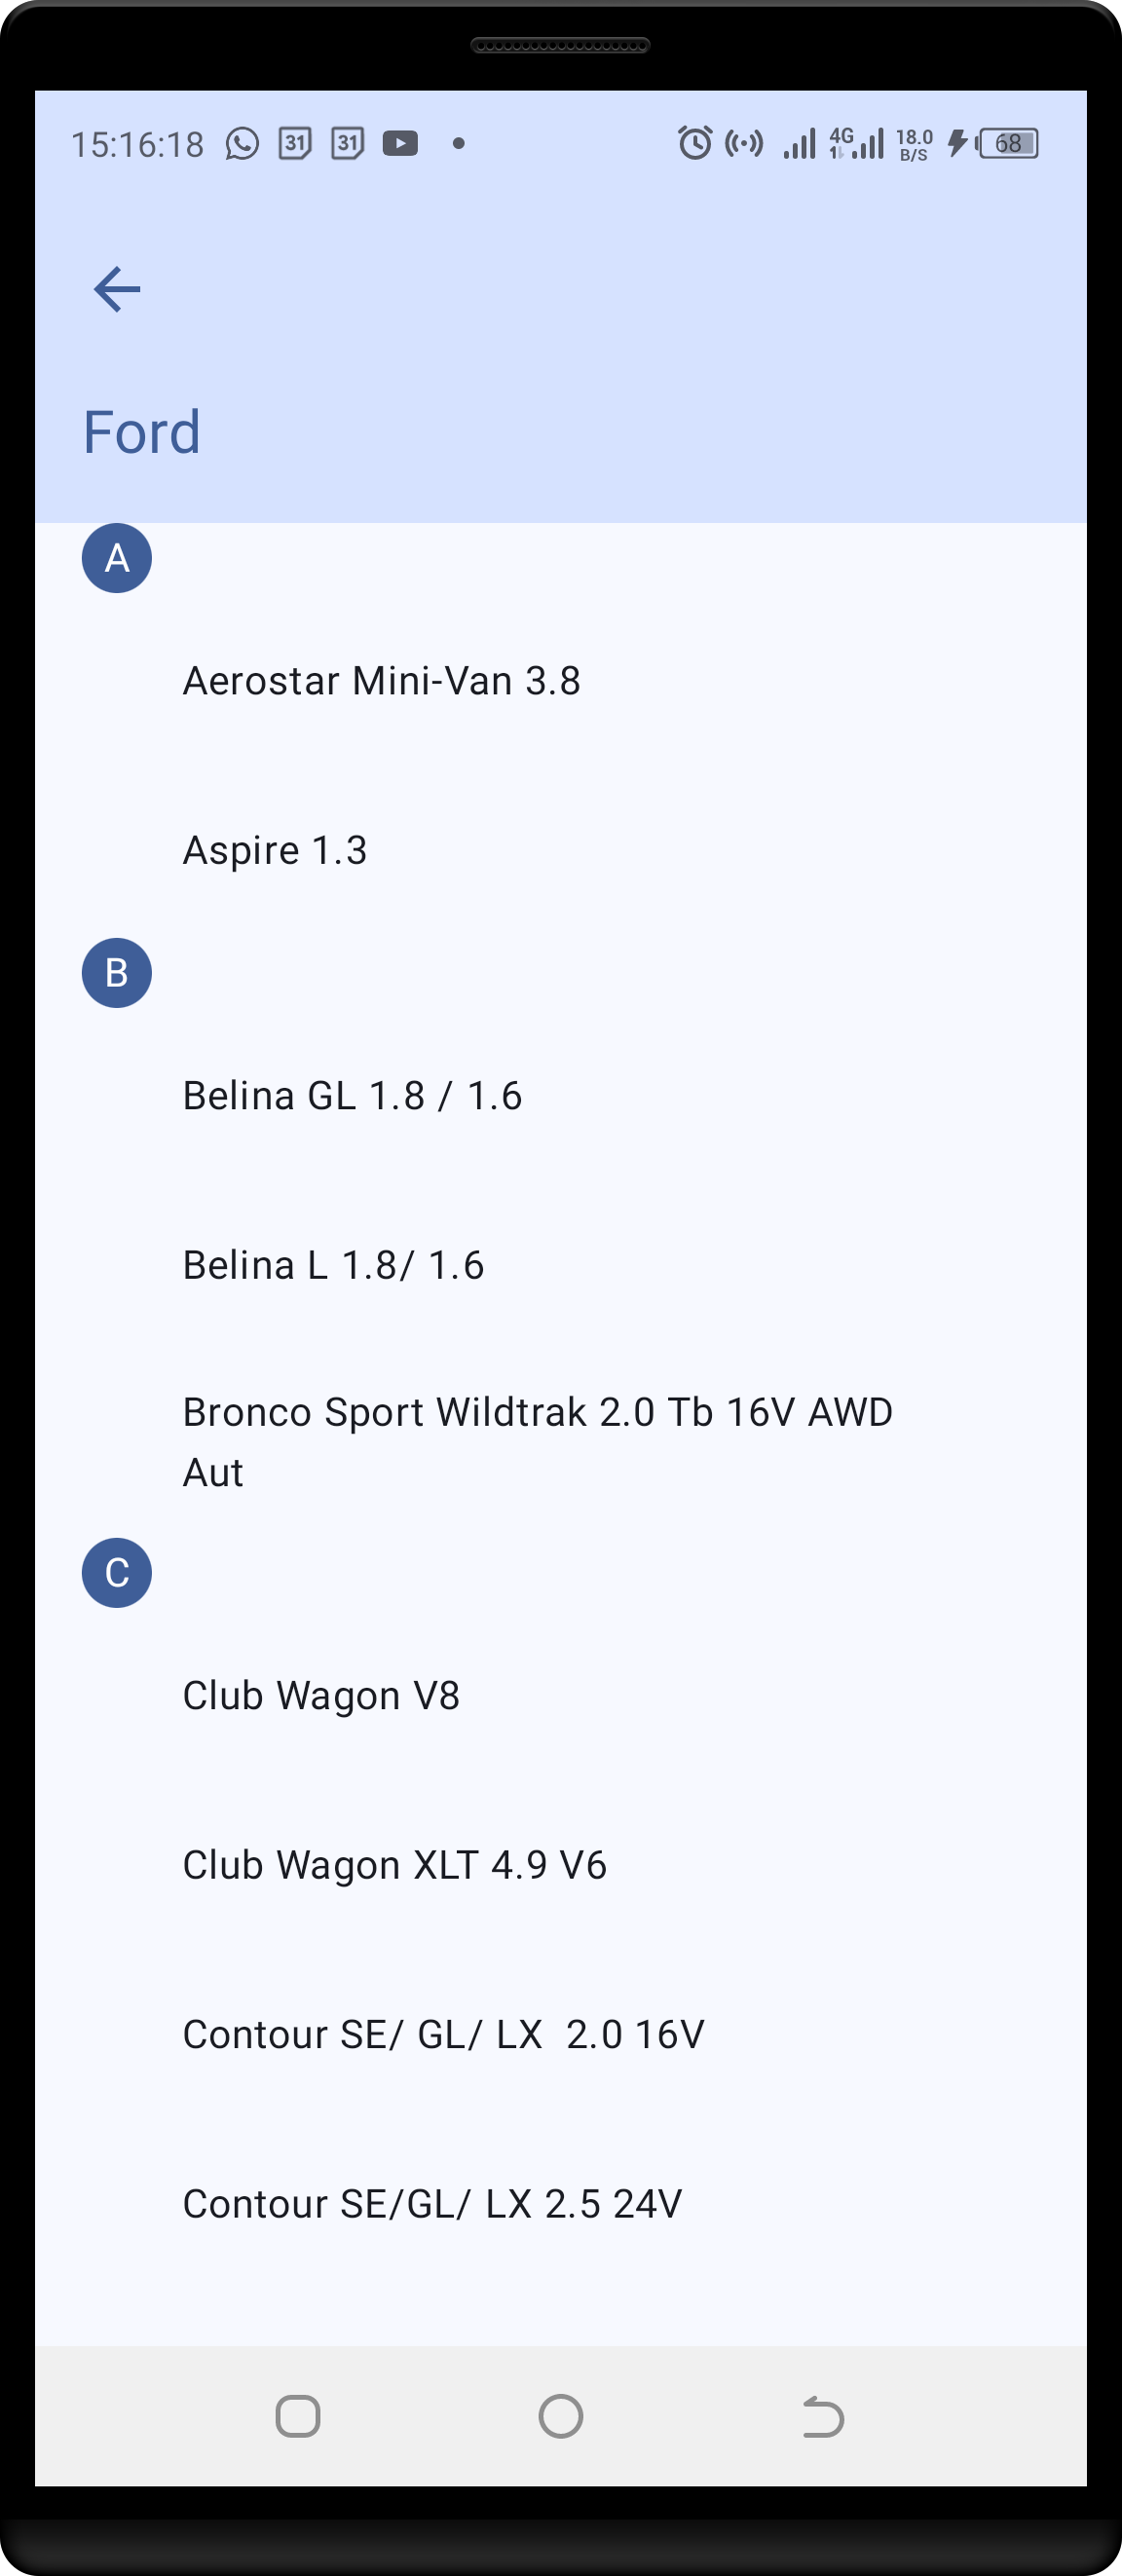 15:16:18 31 31 4G 18.0 B/S 68
Ford
A
Aerostar Mini-Van 3.8
Aspire 1.3
B
Belina GL 1.8 / 1.6
Belina L 1.8/ 1.6
Bronco Sport Wildtrak 2.0 Tb 16V AWD
Aut
C
Club Wagon V8
Club Wagon XLT 4.9 V6
Contour SE/ GL/ LX  2.0 16V
Contour SE/GL/ LX 2.5 24V